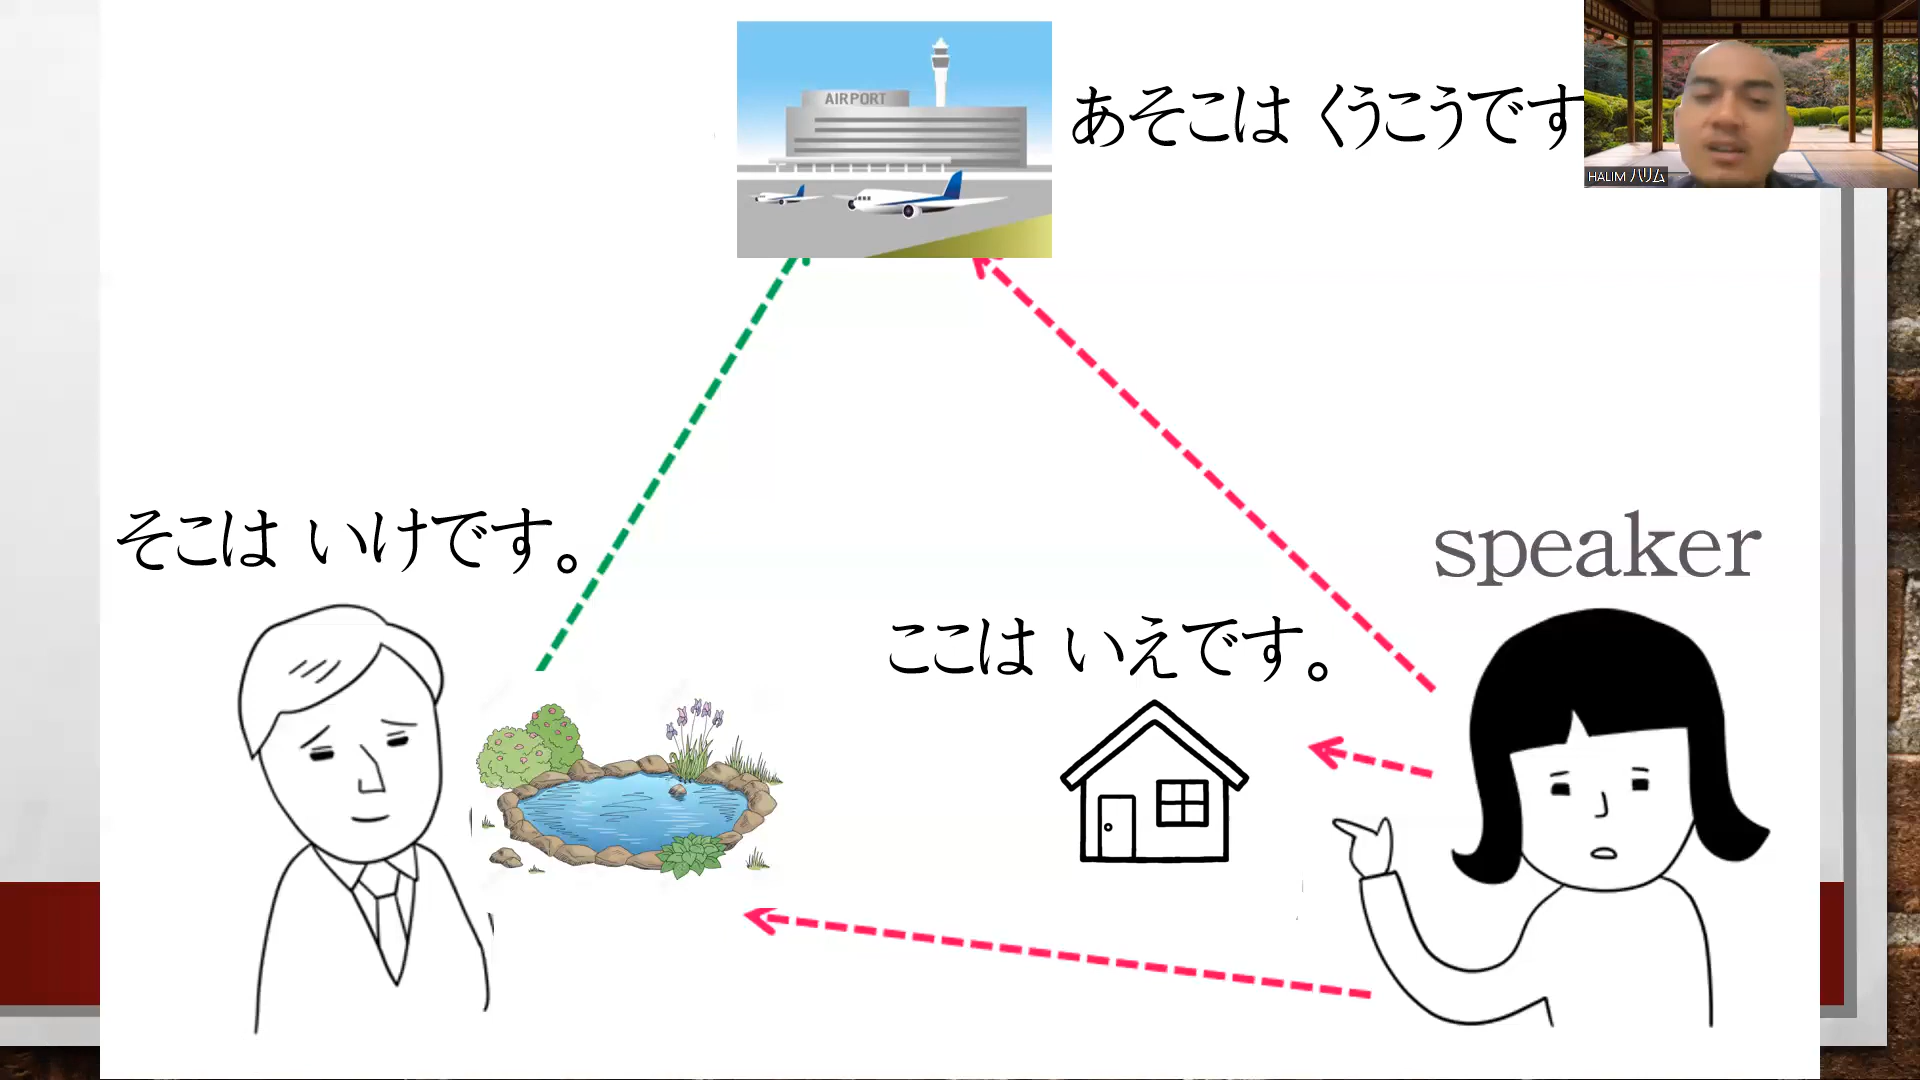 AIRPORT
あそこは くうこうです
HALIM ハリム
そこは いけです。
speaker
ここは いえです。